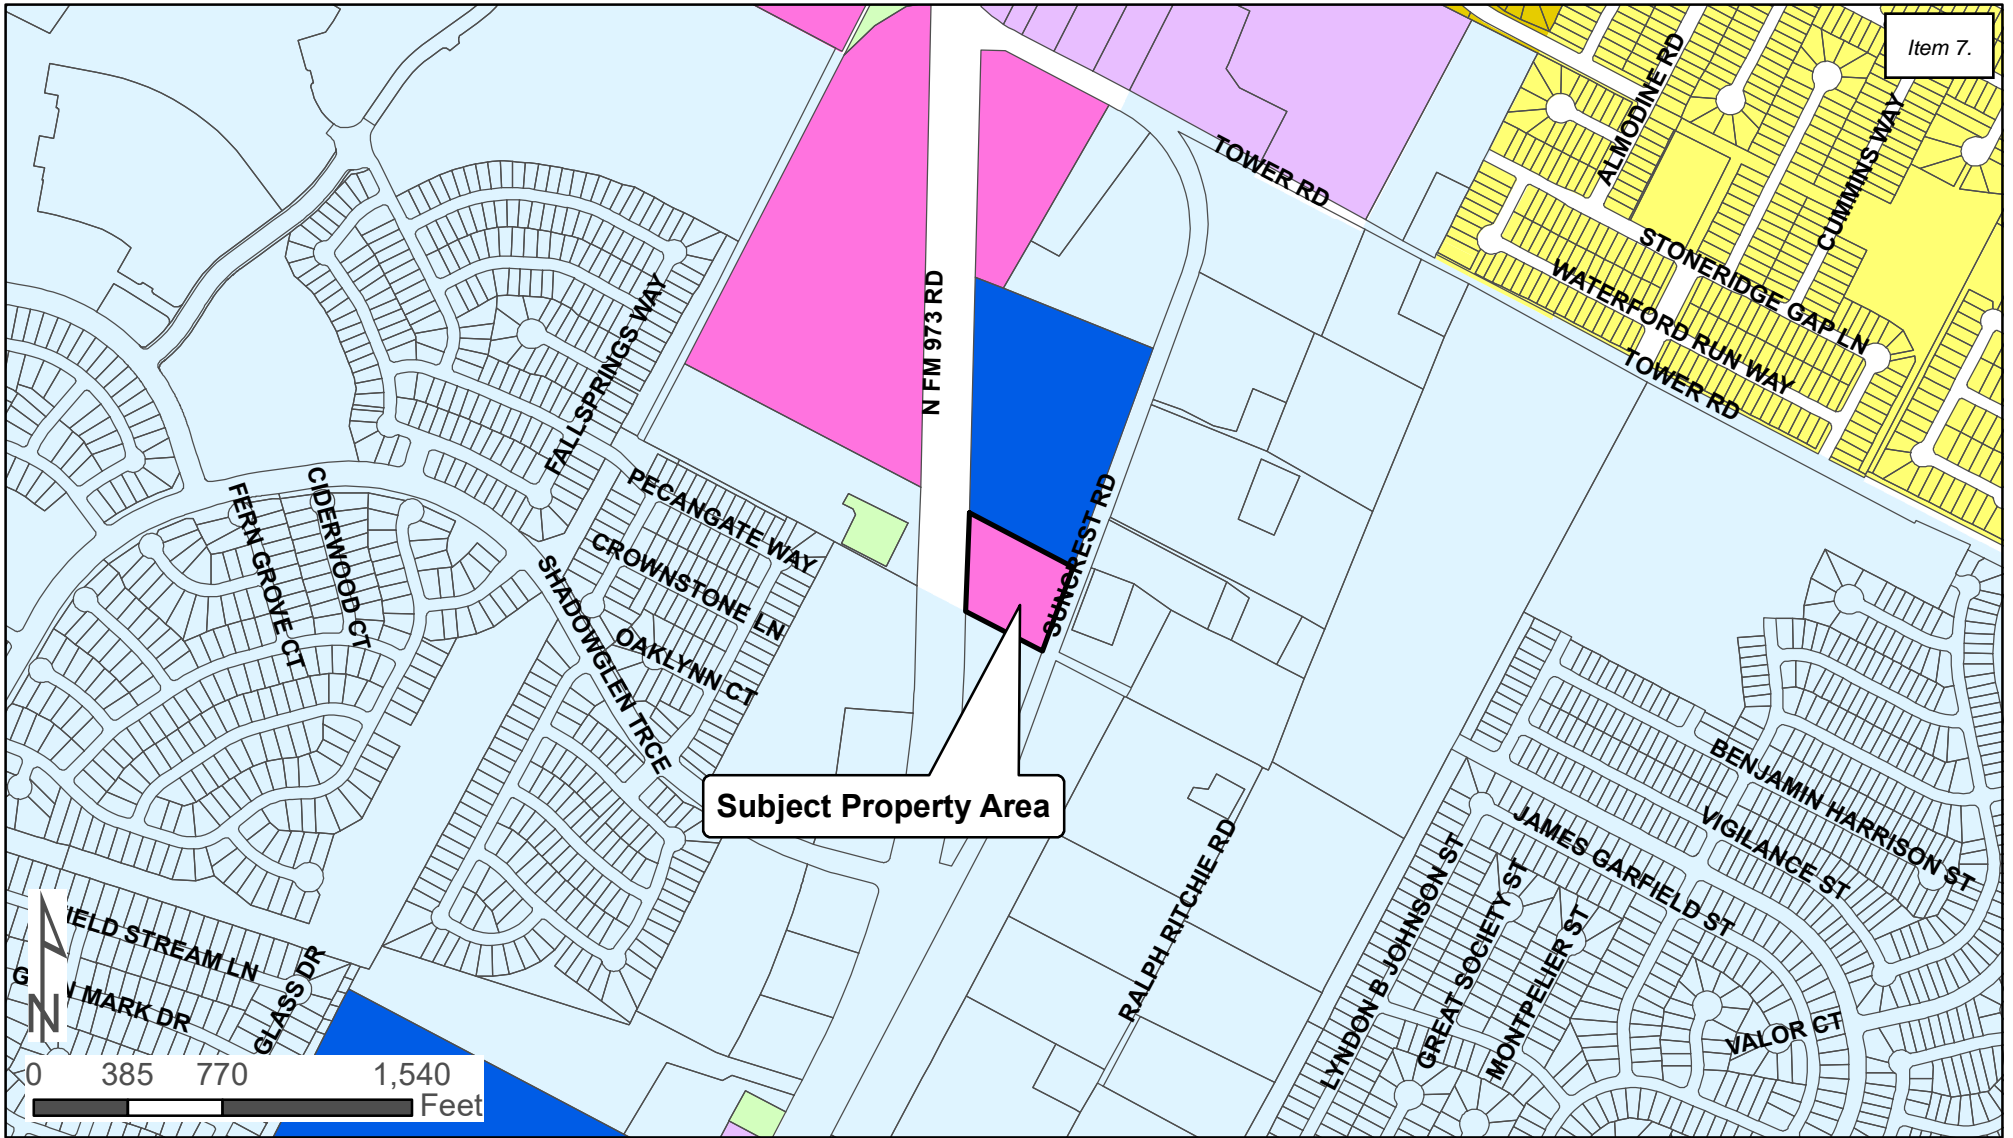 Item 7.
ALMODINE RD
CUMMINS WAY
TOWER RD
STONERIDGE GAP LN
WATERFORD RUN WAY
TOWER RD
N FM 973 RD
FALLSPRINGS WAY
PECANGATE WAY
CIDERWOOD CT
FERN GROVE CT
CROWNSTONE LN
SUNCREST RD
SHADOWGLEN TRCE
OAKLYNN CT
Subject Property Area
BENJAMIN HARRISON ST
VIGILANCE ST
JAMES GARFIELD ST
RALPH RITCHIE RD
LYNDON B JOHNSON ST
GREAT SOCIETY ST
MONTPELIER ST
VALOR CT
IELD STREAM LN
MARK DR
GLASS DR
N
0 385 770 1,540
Feet